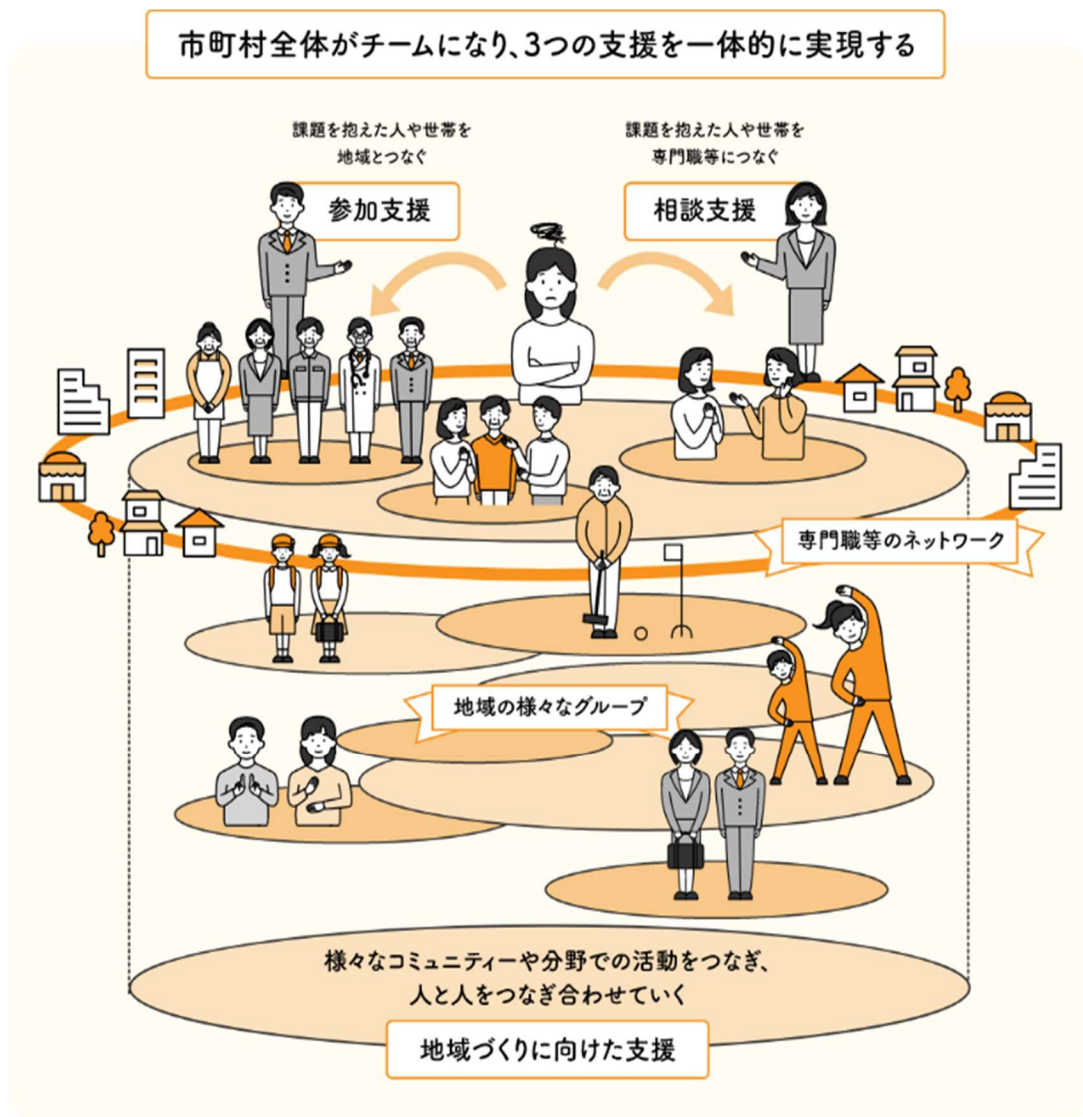 市町村全体がチームになり、3つの支援を一体的に実現する
課題を抱えた人や世帯を
地域とつなぐ
参加支援
課題を抱えた人や世帯を
専門職等につなぐ
相談支援
専門職等のネットワーク
地域の様々なグループ
様々なコミュニティーや分野での活動をつなぎ、
人と人をつなぎ合わせていく
地域づくりに向けた支援